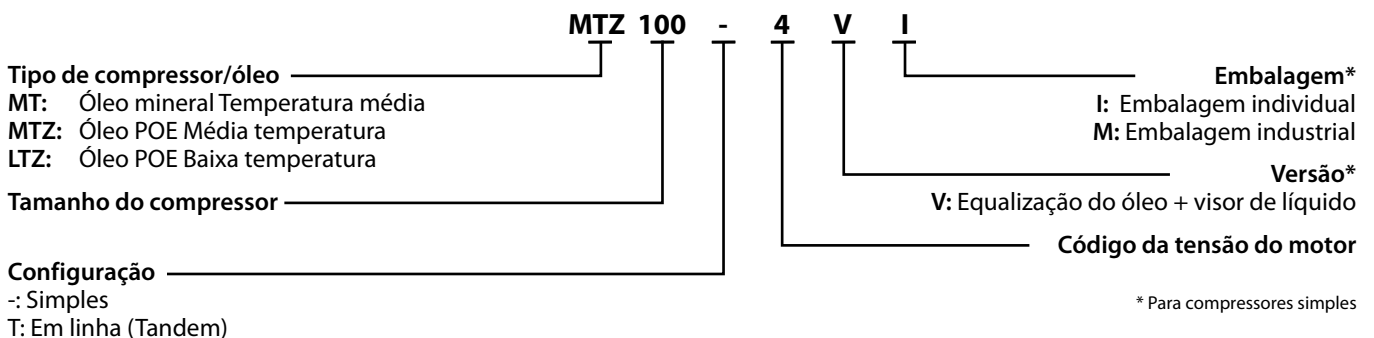 MTZ 100 - 4 V I
Tipo de compressor/óleo
MT: Óleo mineral Temperatura média
MTZ: Óleo POE Média temperatura
LTZ: Óleo POE Baixa temperatura
Tamanho do compressor
Configuração
-: Simples
T: Em linha (Tandem)
Embalagem*
I: Embalagem individual
M: Embalagem industrial
Versão*
V: Equalização do óleo + visor de líquido
Código da tensão do motor
* Para compressores simples